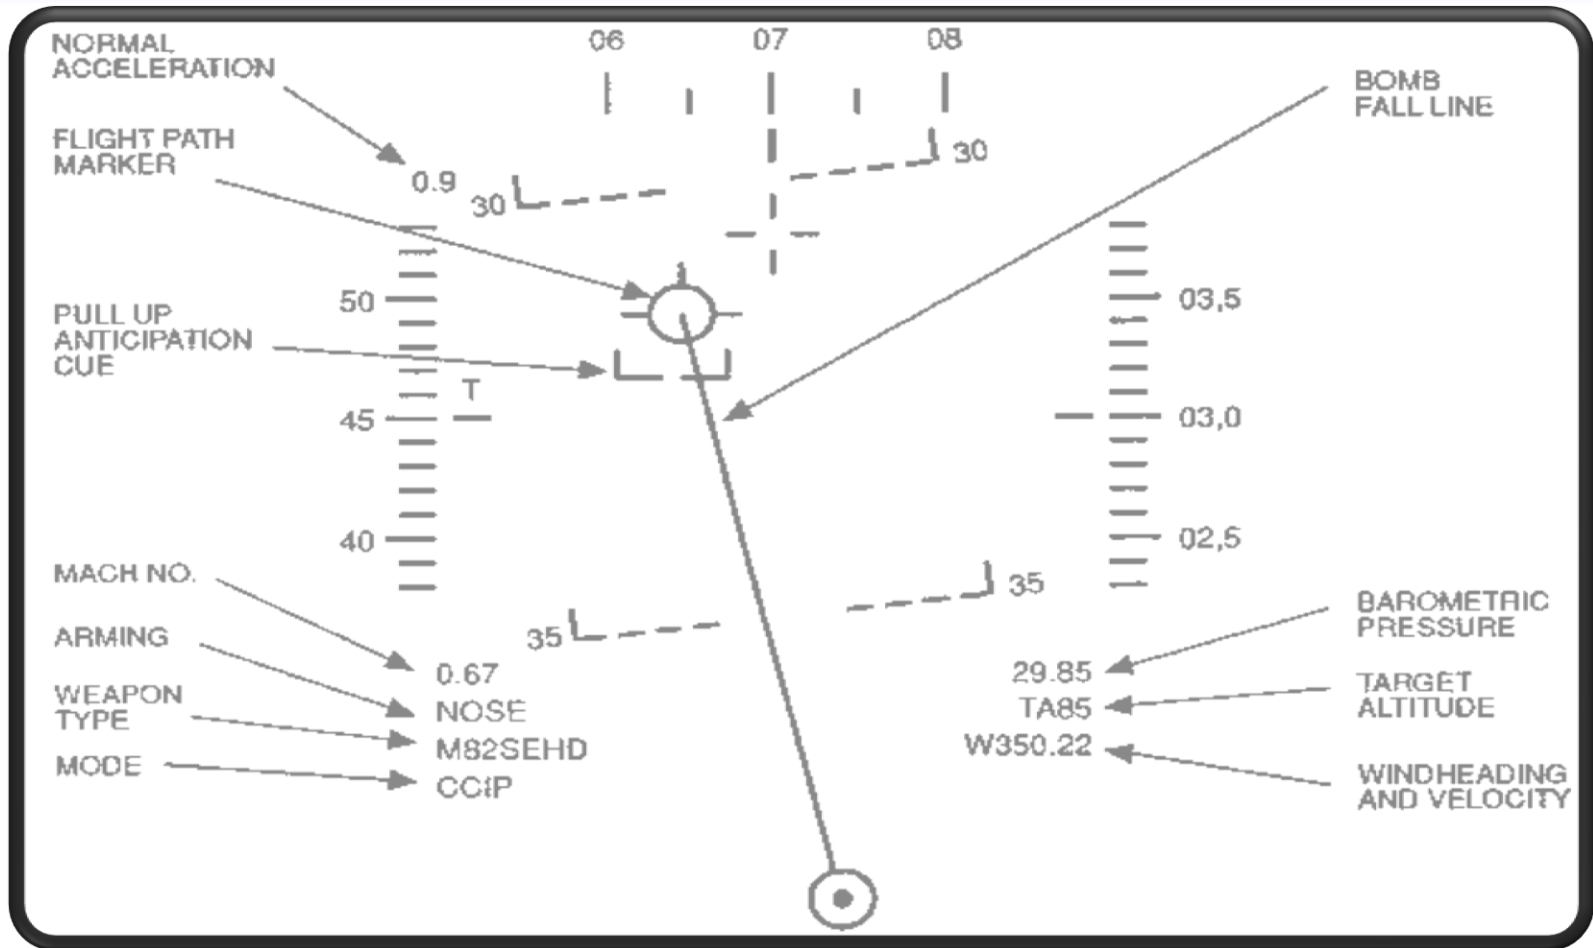 NORMAL
ACCELERATION
06 07 08
BOMB
FALL LINE
FLIGHT PATH
MARKER
0.9
30
30
50
03,5
PULL UP
ANTICIPATION
CUE
T
45
03,0
40
02,5
MACH NO.
35
35
BAROMETRIC
PRESSURE
ARMING
0.67
29.85
WEAPON
TYPE
NOSE
TA85
TARGET
ALTITUDE
M82SEHD
W350.22
MODE
CCIP
WINDHEADING
AND VELOCITY